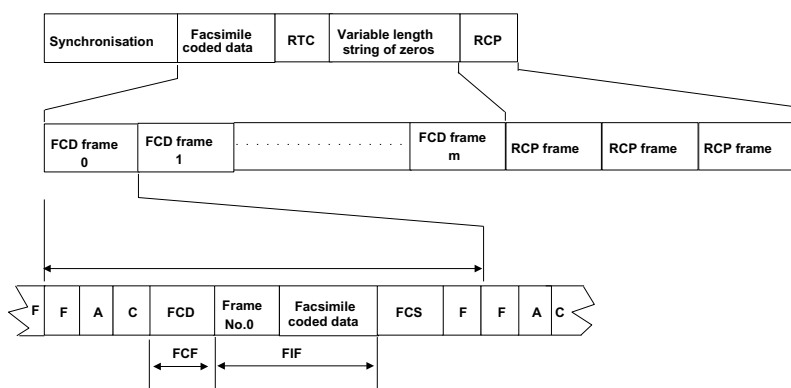 Synchronisation
Facsimile
coded data
RTC
Variable length
string of zeros
RCP
FCD frame
0
FCD frame
1
. . . . . . . . . . . . . . . . .
FCD frame
m
RCP frame
RCP frame
RCP frame
F
F
A
C
FCD
Frame
No.0
Facsimile
coded data
FCS
F
F
A
C
FCF
FIF